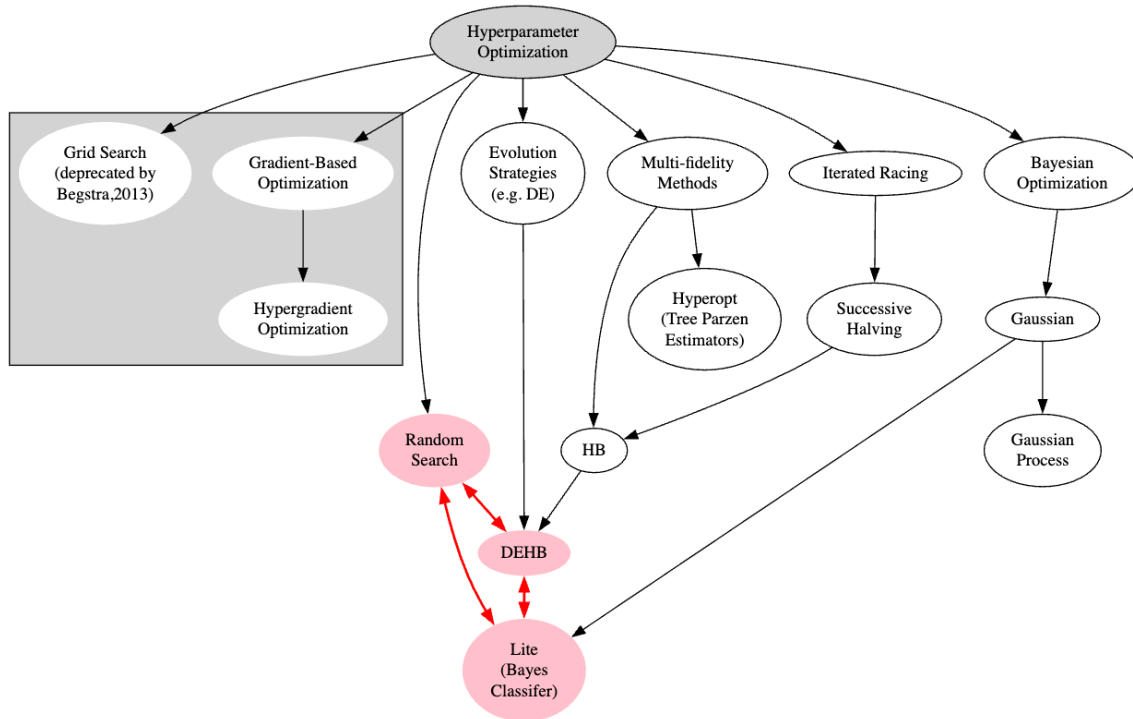 Hyperparameter
Optimization
Grid Search
(deprecated by
Begstra,2013)
Gradient-Based
Optimization
Evolution
Strategies
(e.g. DE)
Multi-fidelity
Methods
Iterated Racing
Bayesian
Optimization
Hypergradient
Optimization
Hyperopt
(Tree Parzen
Estimators)
Successive
Halving
Gaussian
Random
Search
HB
Gaussian
Process
DEHB
Lite
(Bayes
Classifer)